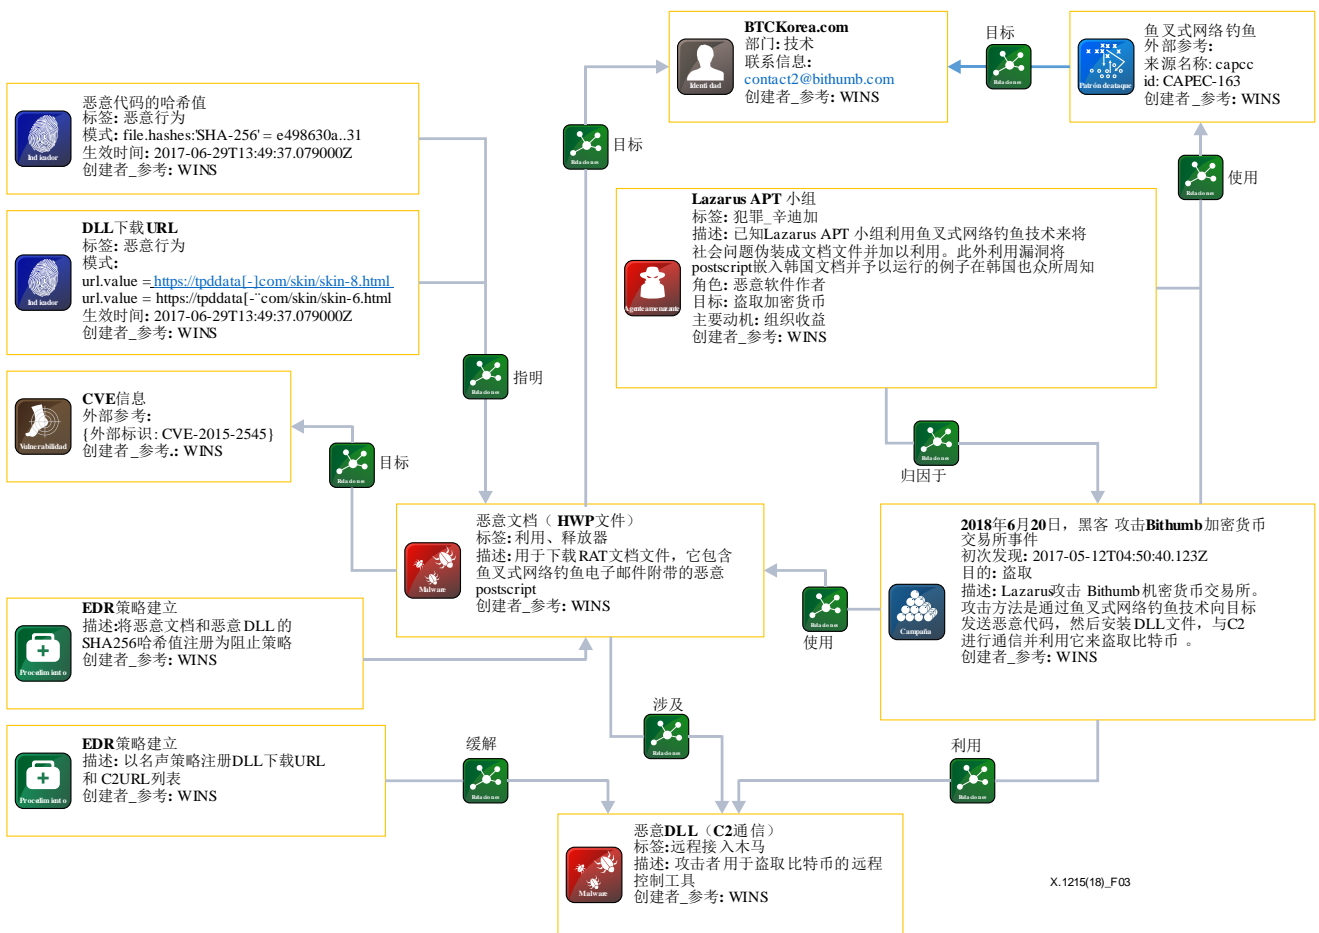 BTCKorea.com
部门: 技术
联系信息:
contact2@bithumb.com
创建者_参考: WINS
Identidad
目标
Relaciones
鱼叉式网络钓鱼
外部参考:
来源名称: capcc
id: CAPEC-163
创建者_参考: WINS
Patrón de ataque
恶意代码的哈希值
标签: 恶意行为
模式: file.hashes:'SHA-256' = e498630a..31
生效时间: 2017-06-29T13:49:37.079000Z
创建者_参考: WINS
Indicador
目标
Relaciones
使用
Relaciones
DLL下载 URL
标签: 恶意行为
模式:
url.value = https://tpddata[-]com/skin/skin-8.html
url.value = https://tpddata[-¨com/skin/skin-6.html
生效时间: 2017-06-29T13:49:37.079000Z
创建者_参考: WINS
Indicador
Lazarus APT 小组
标签: 犯罪_辛迪加
描述: 已知Lazarus APT 小组利用鱼叉式网络钓鱼技术来将
社会问题伪装成文档文件并加以利用。此外利用漏洞将
postscript嵌入韩国文档并予以运行的例子在韩国也众所周知
角色: 恶意软件作者
目标: 盗取加密货币
主要动机: 组织收益
创建者_参考: WINS
Agente amenazante
指明
Relaciones
CVE信息
外部参考:
{外部标识: CVE-2015-2545}
创建者_参考.: WINS
Vulnerabilidad
目标
Relaciones
Relaciones
归因于
恶意文档（ HWP文件）
标签: 利用、释放器
描述: 用于下载 RAT文档文件，它包含
鱼叉式网络钓鱼电子邮件附带的恶意
postscript
创建者_参考: WINS
Malware
2018年6月20日，黑客 攻击Bithumb加密货币
交易所事件
初次发现: 2017-05-12T04:50:40.123Z
目的: 盗取
描述: Lazarus攻击 Bithumb机密货币交易所。
攻击方法是通过鱼叉式网络钓鱼技术向目标
发送恶意代码，然后安装 DLL文件，与C2
进行通信并利用它来盗取比特币 。
创建者_参考: WINS
Campaña
Relaciones
使用
EDR策略建立
描述:将恶意文档和恶意 DLL的
SHA256哈希值注册为阻止策略
创建者_参考: WINS
Procedimiento
涉及
Relaciones
EDR策略建立
描述: 以名声策略注册DLL下载URL
和 C2URL列表
创建者_参考: WINS
Procedimiento
缓解
Relaciones
利用
Relaciones
恶意DLL（C2通信）
标签:远程接入木马
描述: 攻击者用于盗取比特币的远程
控制工具
创建者_参考: WINS
Malware
X.1215(18)_F03